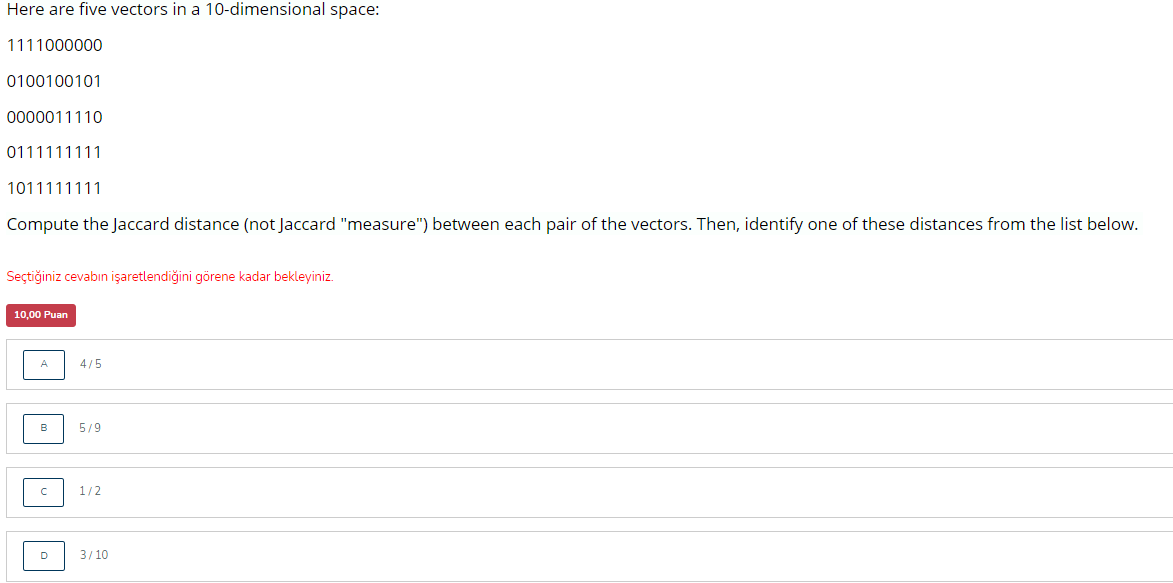 Here are five vectors in a 10-dimensional space:
1111000000
0100100101
0000011110
0111111111
1011111111
Compute the Jaccard distance (not Jaccard "measure") between each pair of the vectors. Then, identify one of these distances from the list below.
Seçtiğiniz cevabın işaretlendiğini görene kadar bekleyiniz.
10,00 Puan
A 4 / 5
B 5 / 9
C 1 / 2
D 3 / 10